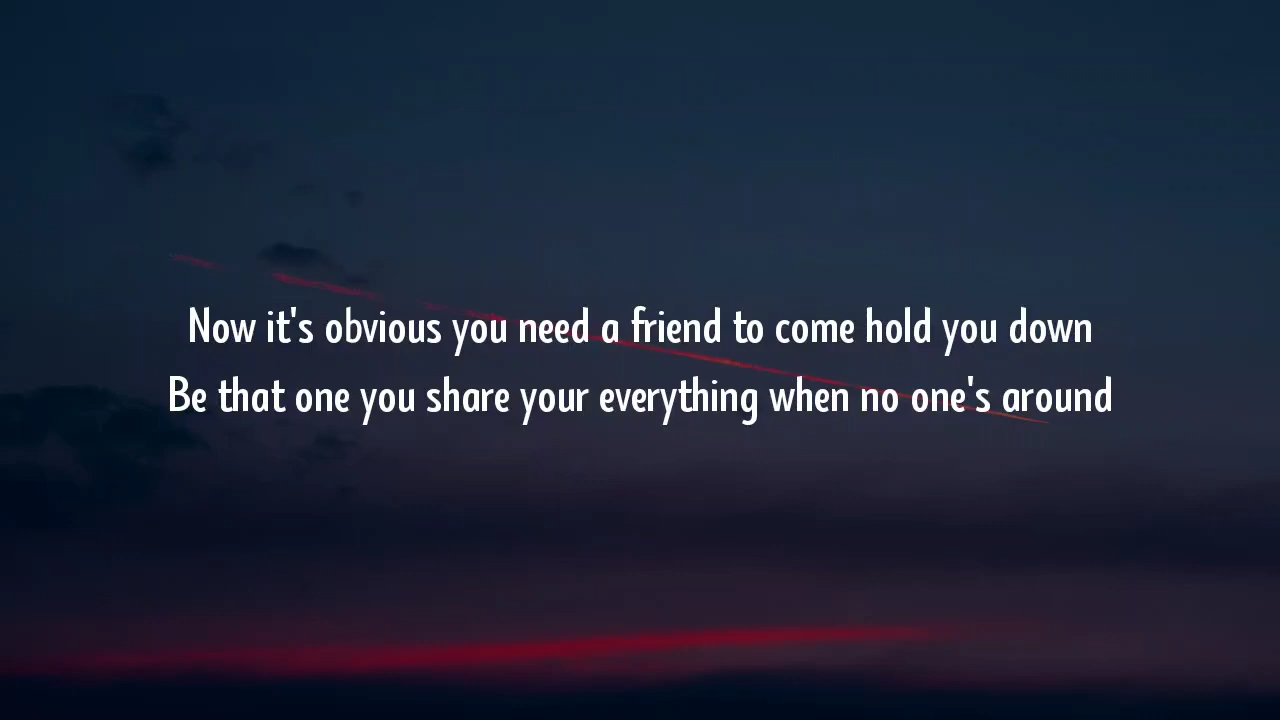 Now it's obvious you need a friend to come hold you down
Be that one you share your everything when no one's around